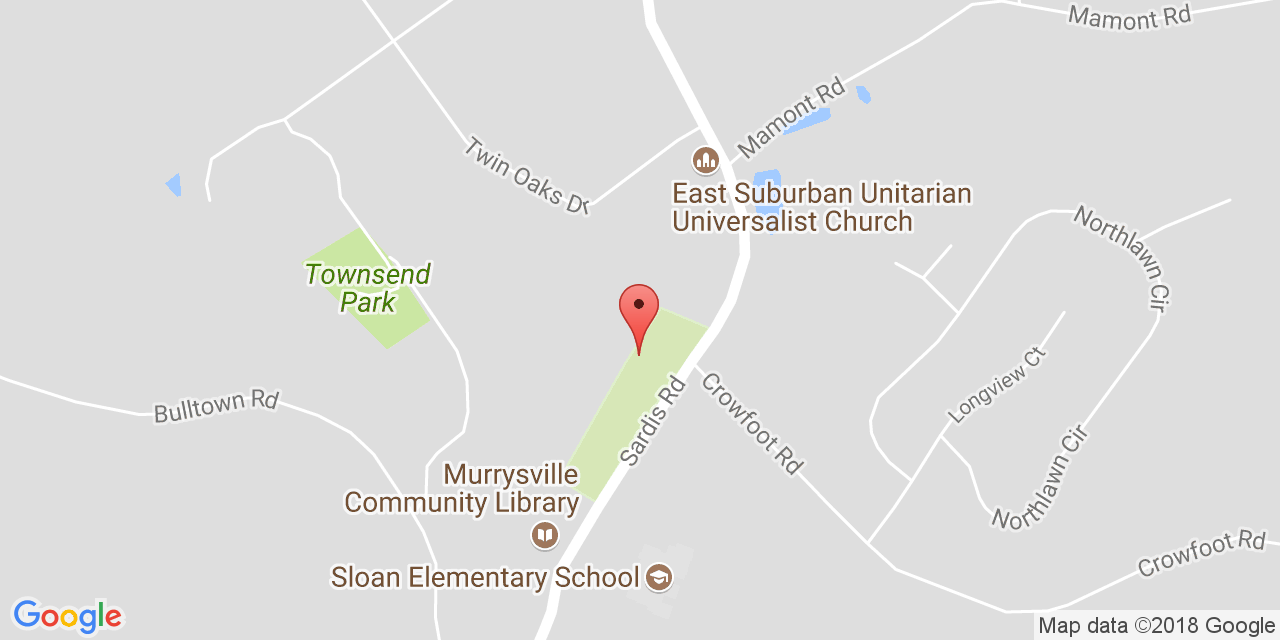 Mamont Rd
Mamont Rd
Twin Oaks Dr
East Suburban Unitarian
Universalist Church
Northlawn Cir
Townsend
Park
Longview Ct
Bulltown Rd
Sardis Rd
Crowfoot Rd
Murrysville
Community Library
Northlawn Cir
Crowfoot Rd
Sloan Elementary School
Google
Map data ©2018 Google